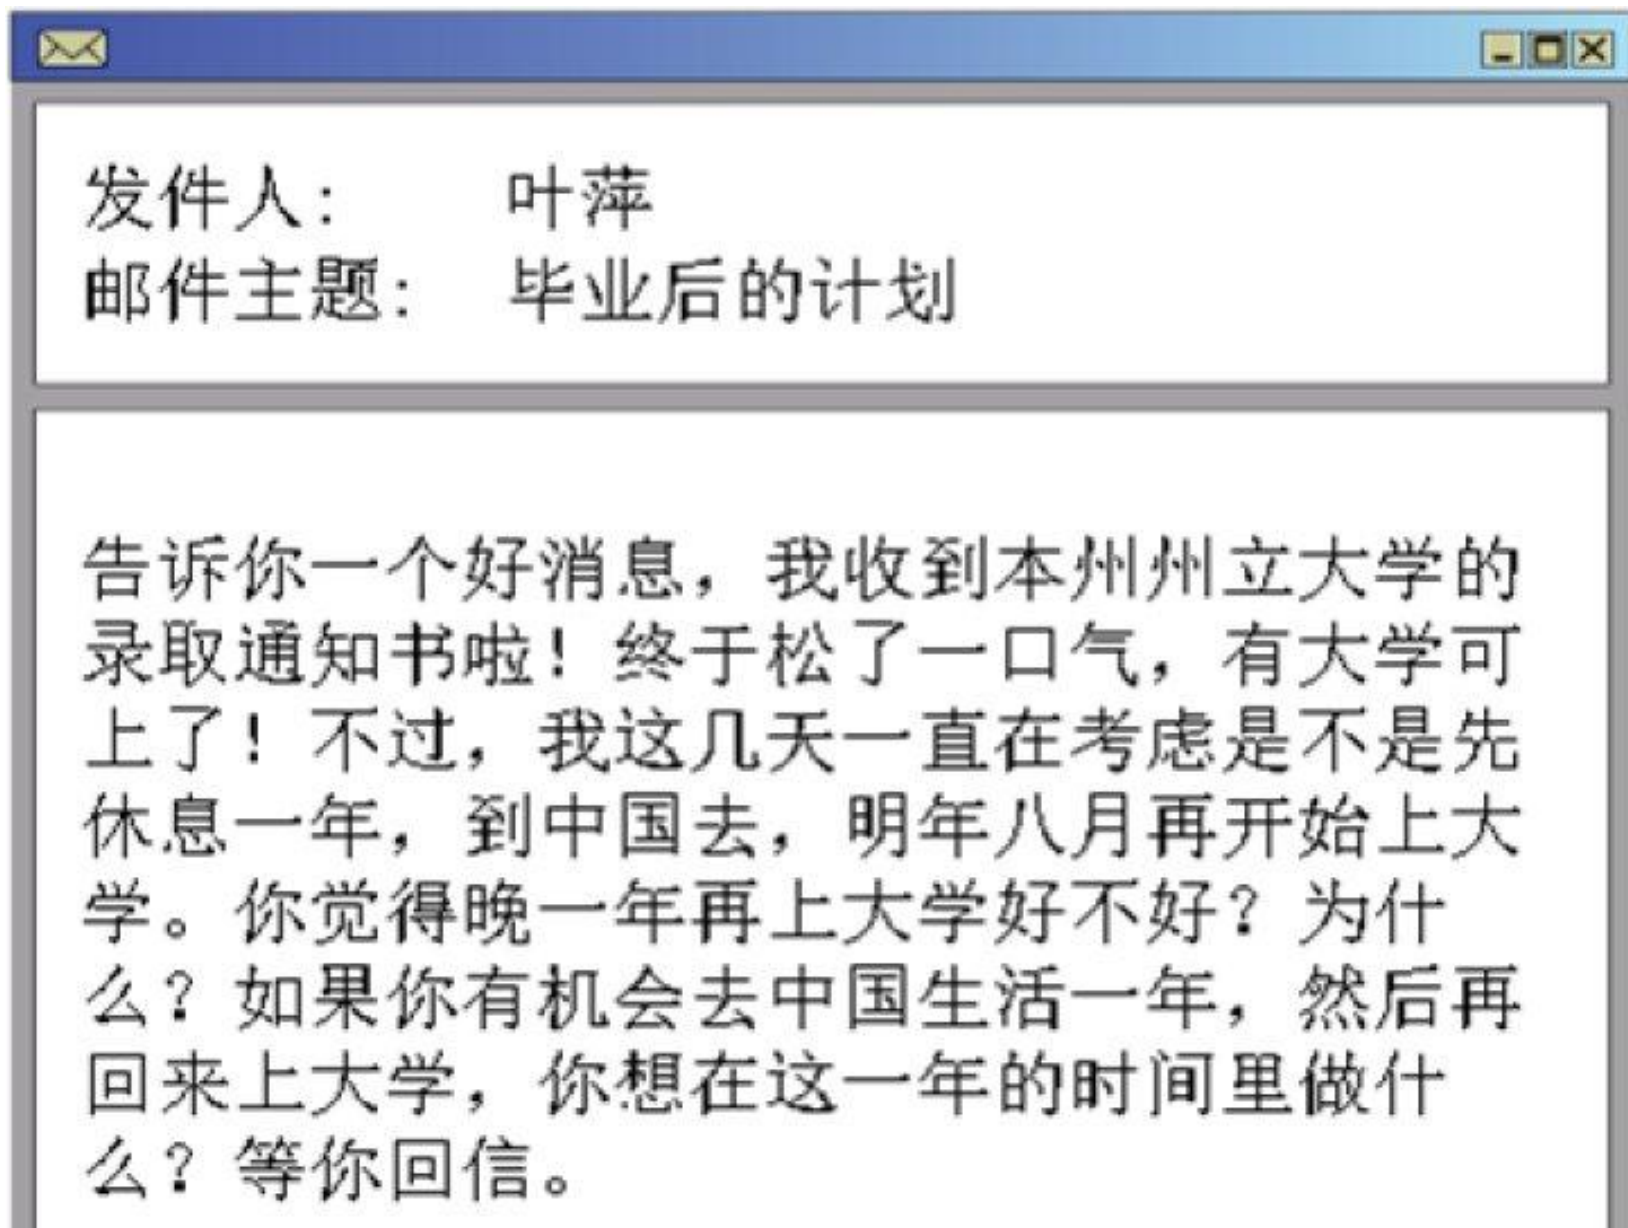 发件人: 叶萍
邮件主题: 毕业后的计划
告诉你一个好消息，我收到本州州立大学的
录取通知书啦！终于松了一口气，有大学可
上了！不过，我这几天一直在考虑是不是先
休息一年，到中国去，明年八月再开始上大
学。你觉得晚一年再上大学好不好？为什
么？如果你有机会去中国生活一年，然后再
回来上大学，你想在这一年的时间里做什
么？等你回信。